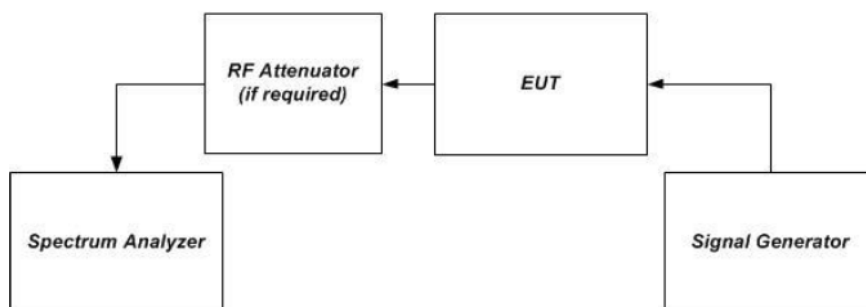 RF Attenuator
(if required)
EUT
Spectrum Analyzer
Signal Generator